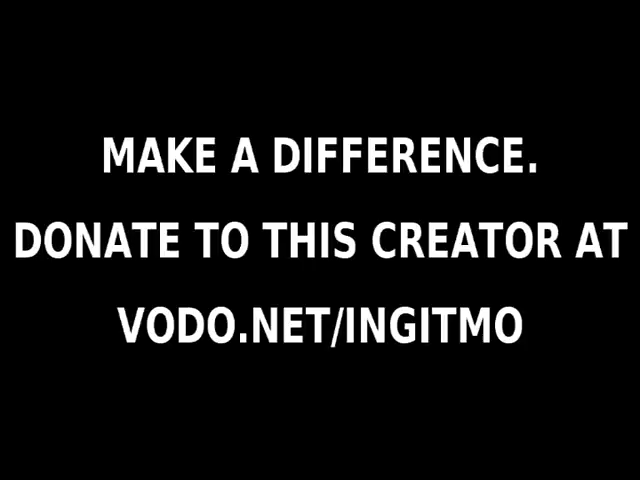 MAKE A DIFFERENCE.
DONATE TO THIS CREATOR AT
VODO.NET/INGITMO